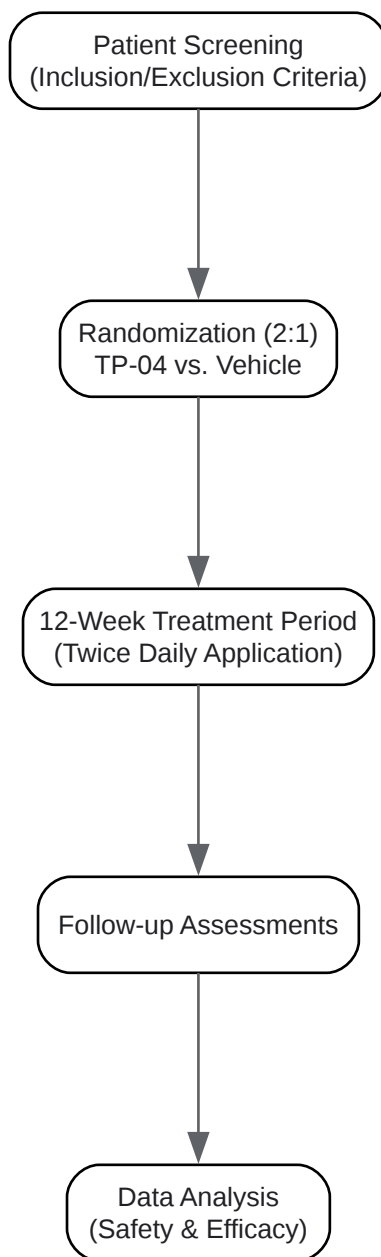 Patient Screening
(Inclusion/Exclusion Criteria)
Randomization (2:1)
TP-04 vs. Vehicle
12-Week Treatment Period
(Twice Daily Application)
Follow-up Assessments
Data Analysis
(Safety & Efficacy)